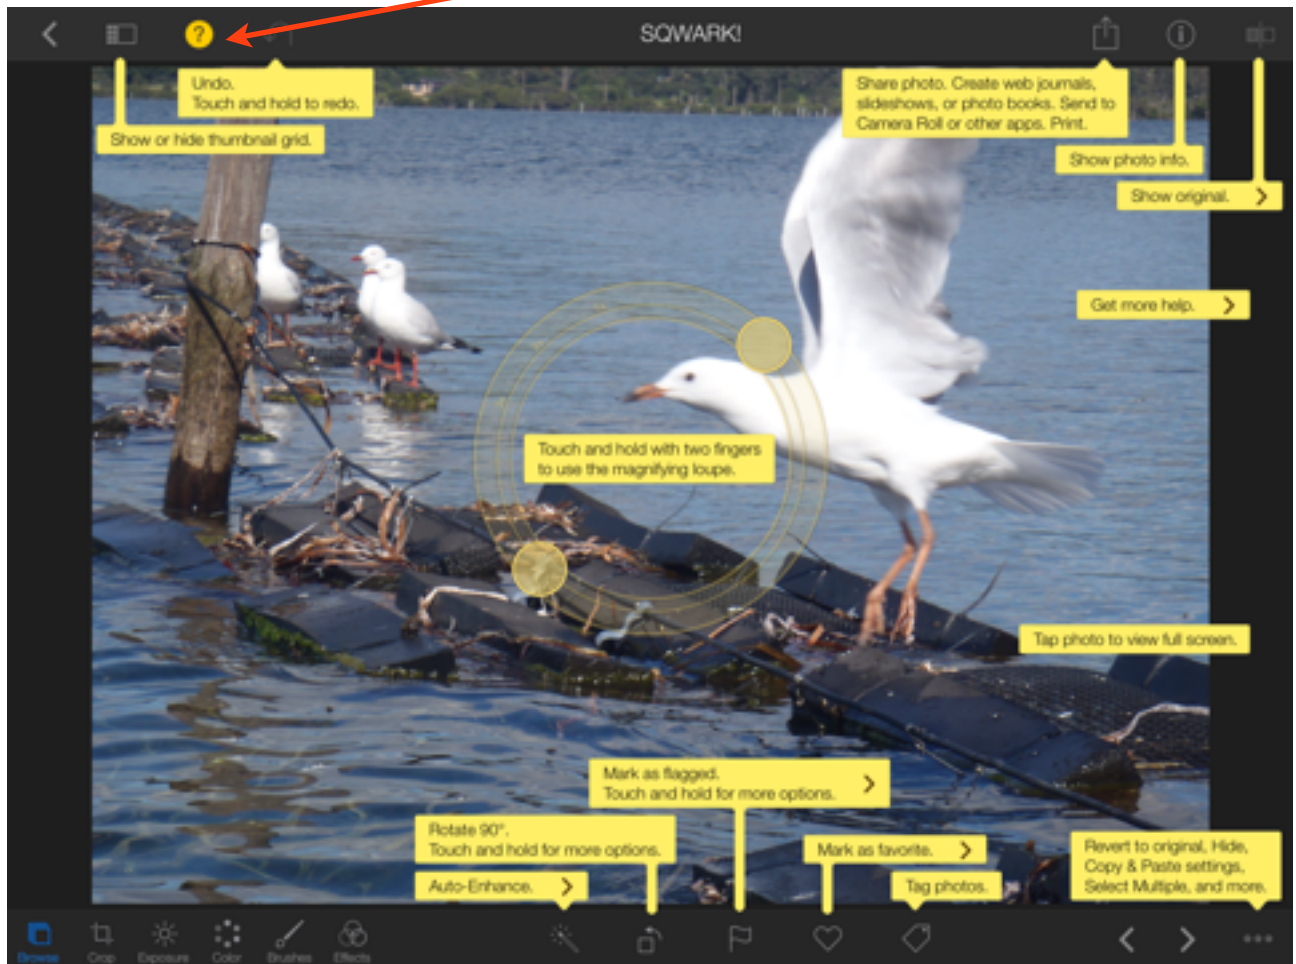 ?
SQWARK!
Undo.
Touch and hold to redo.
Show or hide thumbnail grid.
Share photo. Create web journals,
slideshows, or photo books. Send to
Camera Roll or other apps. Print.
Show photo info.
Show original.
Get more help.
Touch and hold with two fingers
to use the magnifying loupe.
Tap photo to view full screen.
Mark as flagged.
Touch and hold for more options.
Rotate 90°.
Touch and hold for more options.
Auto-Enhance.
Mark as favorite.
Tag photos.
Revert to original, Hide,
Copy & Paste settings,
Select Multiple, and more.
Browse
Crop
Exposure
Color
Brushes
Effects